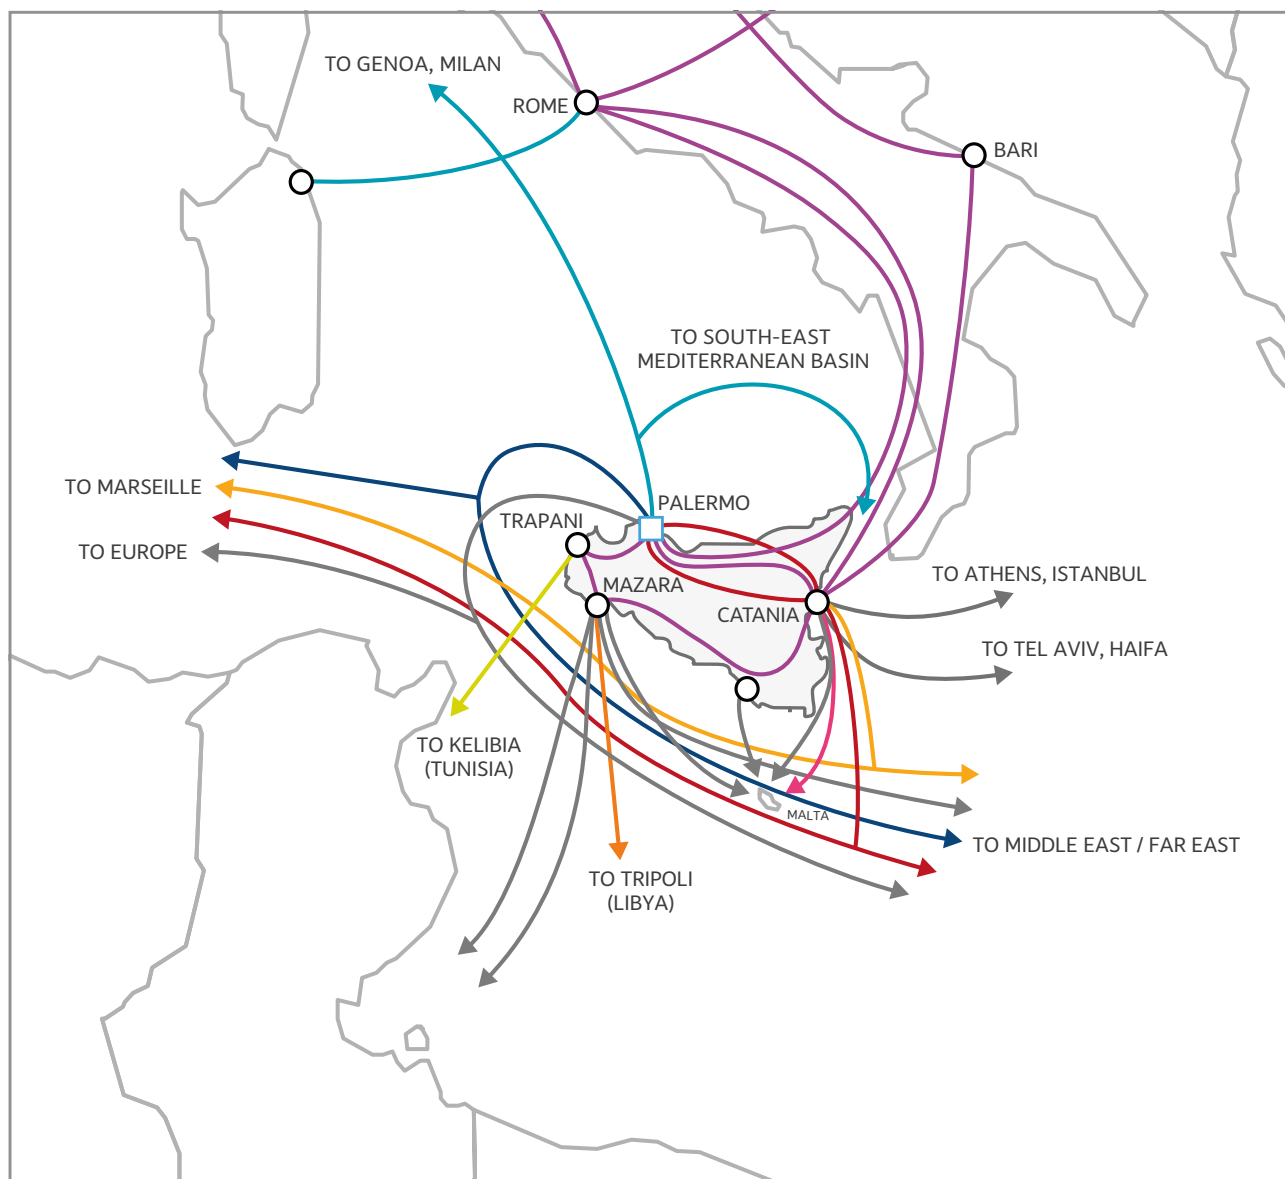 TO GENOA, MILAN
ROME
BARI
TO SOUTH-EAST
MEDITERRANEAN BASIN
TO MARSEILLE
PALERMO
TRAPANI
TO EUROPE
MAZARA
TO ATHENS, ISTANBUL
CATANIA
TO TEL AVIV, HAIFA
TO KELIBIA
(TUNISIA)
MALTA
TO MIDDLE EAST / FAR EAST
TO TRIPOLI
(LIBYA)